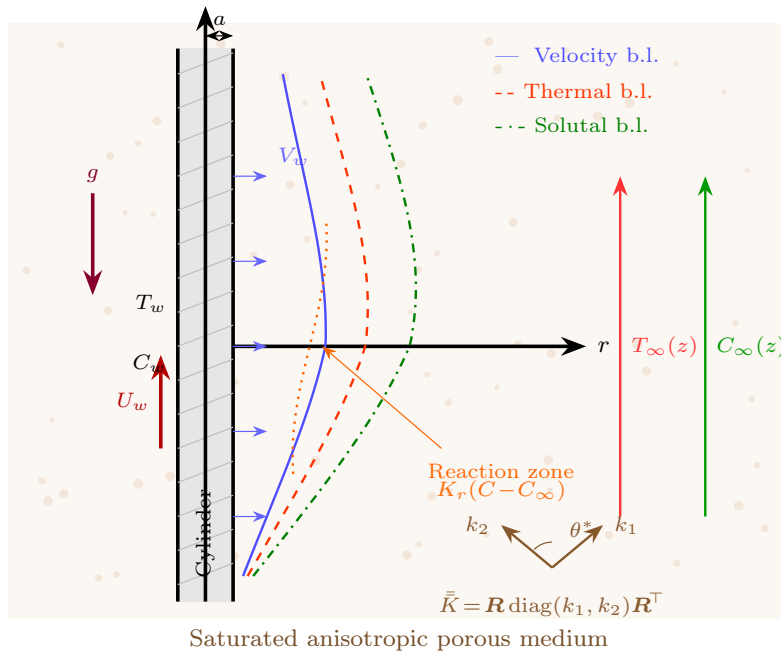 a
Velocity b.l.
Thermal b.l.
Solutal b.l.
V_w
g
T_w
r
T_∞(z)
C_∞(z)
C_w
U_w
Reaction zone
K_r(C−C_∞)
Cylinder
k_2
θ*
k_1
K̿ = R diag(k_1, k_2)R^⊤
Saturated anisotropic porous medium